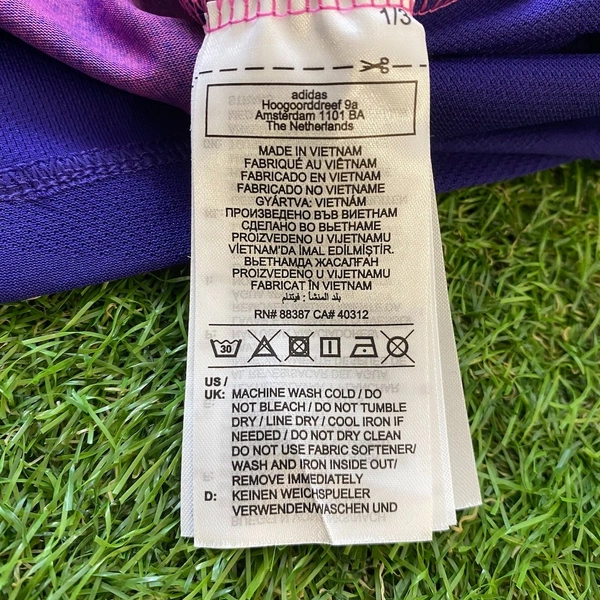 1/3
adidas
Hoogoorddreef 9a
Amsterdam 1101 BA
The Netherlands
MADE IN VIETNAM
FABRIQUÉ AU VIÊTNAM
FABRICADO EN VIETNAM
FABRICADO NO VIETNAME
GYÁRTVA: VIETNÁM
ПРОИЗВЕДЕНО ВЪВ ВИЕТНАМ
СДЕЛАНО ВО ВЬЕТНАМЕ
PROIZVEDENO U VIJETNAMU
VİETNAM'DA İMAL EDİLMİŞTİR.
ВЬЕТНАМДА ЖАСАЛҒАН
PROIZVEDENO U VIJETNAMU
FABRICAT ÎN VIETNAM
بلد المنشأ : فيتنام
RN# 88387 CA# 40312
30
US /
UK: MACHINE WASH COLD / DO
NOT BLEACH / DO NOT TUMBLE
DRY / LINE DRY / COOL IRON IF
NEEDED / DO NOT DRY CLEAN
DO NOT USE FABRIC SOFTENER/
WASH AND IRON INSIDE OUT/
REMOVE IMMEDIATELY
D: KEINEN WEICHSPUELER
VERWENDEN/WASCHEN UND